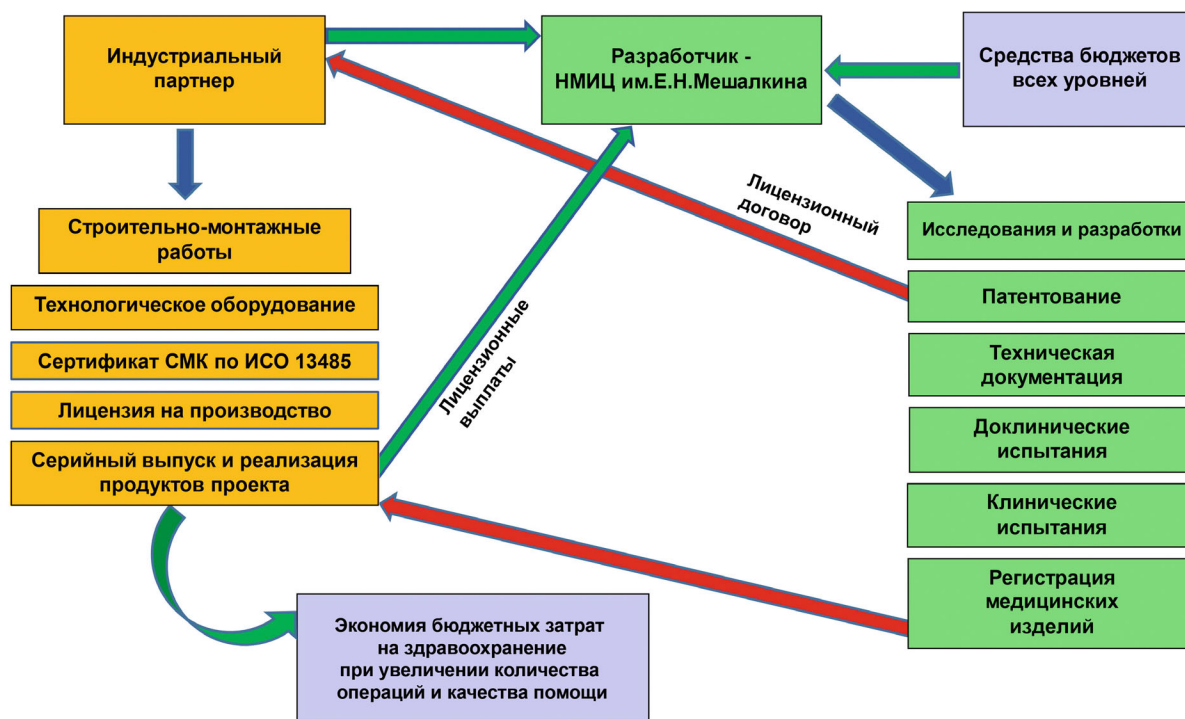 Индустриальный
партнер
Разработчик -
НМИЦ им.Е.Н.Мешалкина
Средства бюджетов
всех уровней
Строительно-монтажные
работы
Технологическое оборудование
Сертификат СМК по ИСО 13485
Лицензия на производство
Серийный выпуск и реализация
продуктов проекта
Лицензионные
выплаты
Лицензионный
договор
Исследования и разработки
Патентование
Техническая
документация
Доклинические
испытания
Клинические
испытания
Регистрация
медицинских
изделий
Экономия бюджетных затрат
на здравоохранение
при увеличении количества
операций и качества помощи